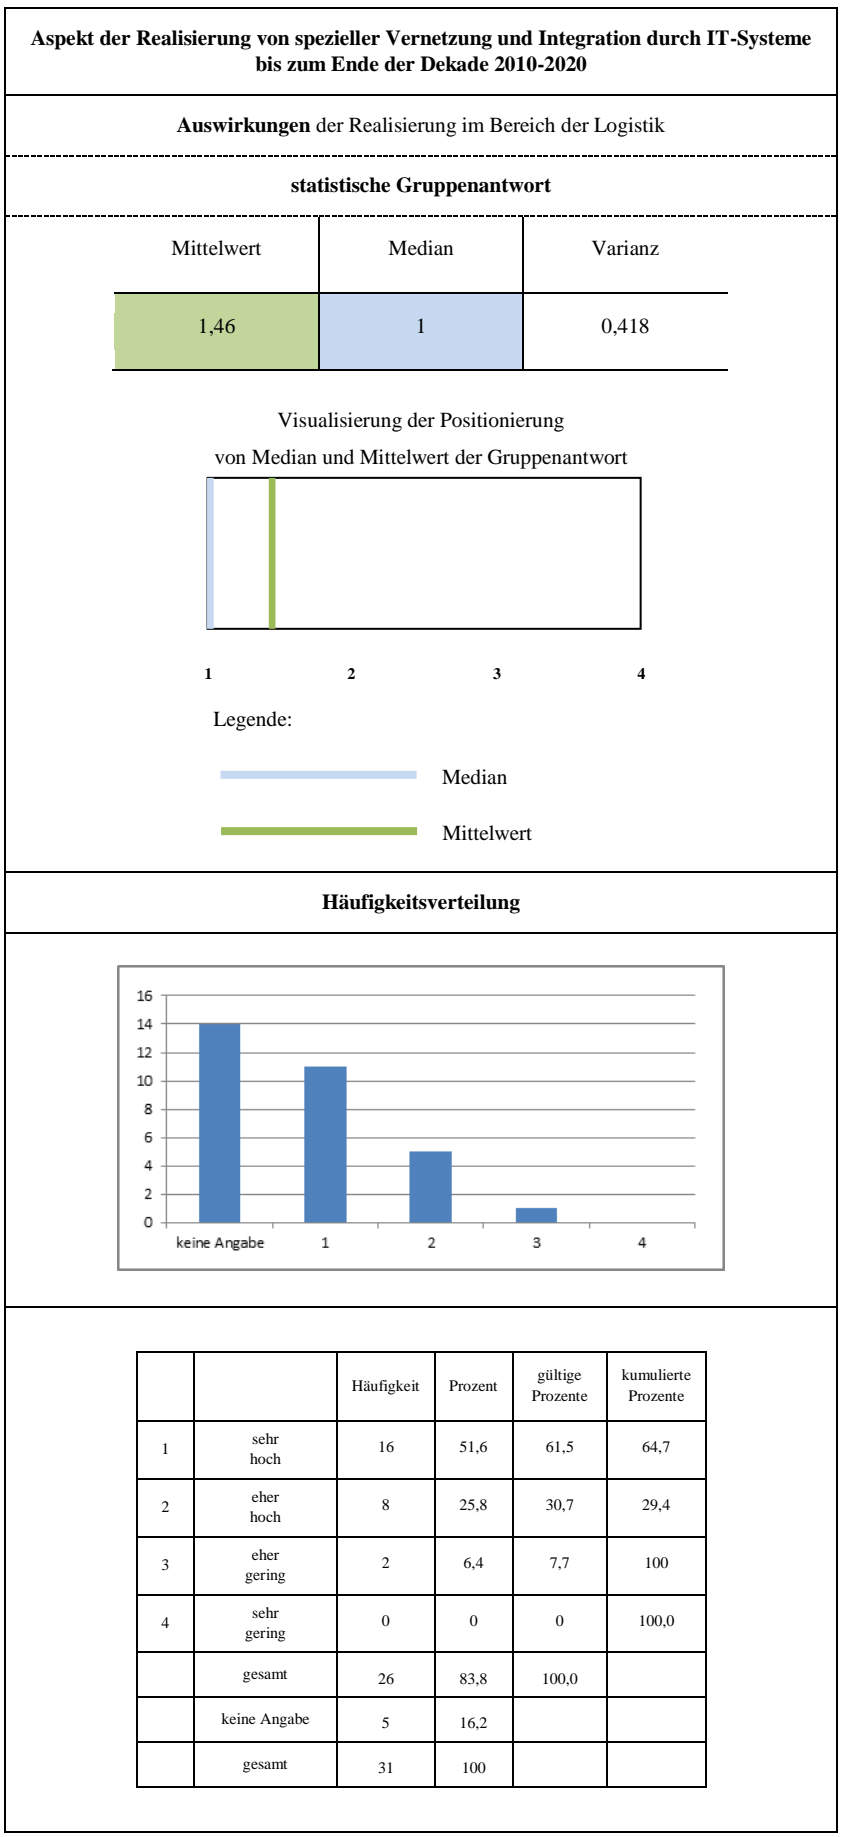 Aspekt der Realisierung von spezieller Vernetzung und Integration durch IT-Systeme
bis zum Ende der Dekade 2010-2020
Auswirkungen der Realisierung im Bereich der Logistik
statistische Gruppenantwort
Mittelwert Median Varianz
1,46 1 0,418
Visualisierung der Positionierung
von Median und Mittelwert der Gruppenantwort
1 2 3 4
Legende:
Median
Mittelwert
Häufigkeitsverteilung
16
14
12
10
8
6
4
2
0
keine Angabe 1 2 3 4
Häufigkeit Prozent gültige Prozente kumulierte Prozente
1 sehr hoch 16 51,6 61,5 64,7
2 eher hoch 8 25,8 30,7 29,4
3 eher gering 2 6,4 7,7 100
4 sehr gering 0 0 0 100,0
gesamt 26 83,8 100,0
keine Angabe 5 16,2
gesamt 31 100